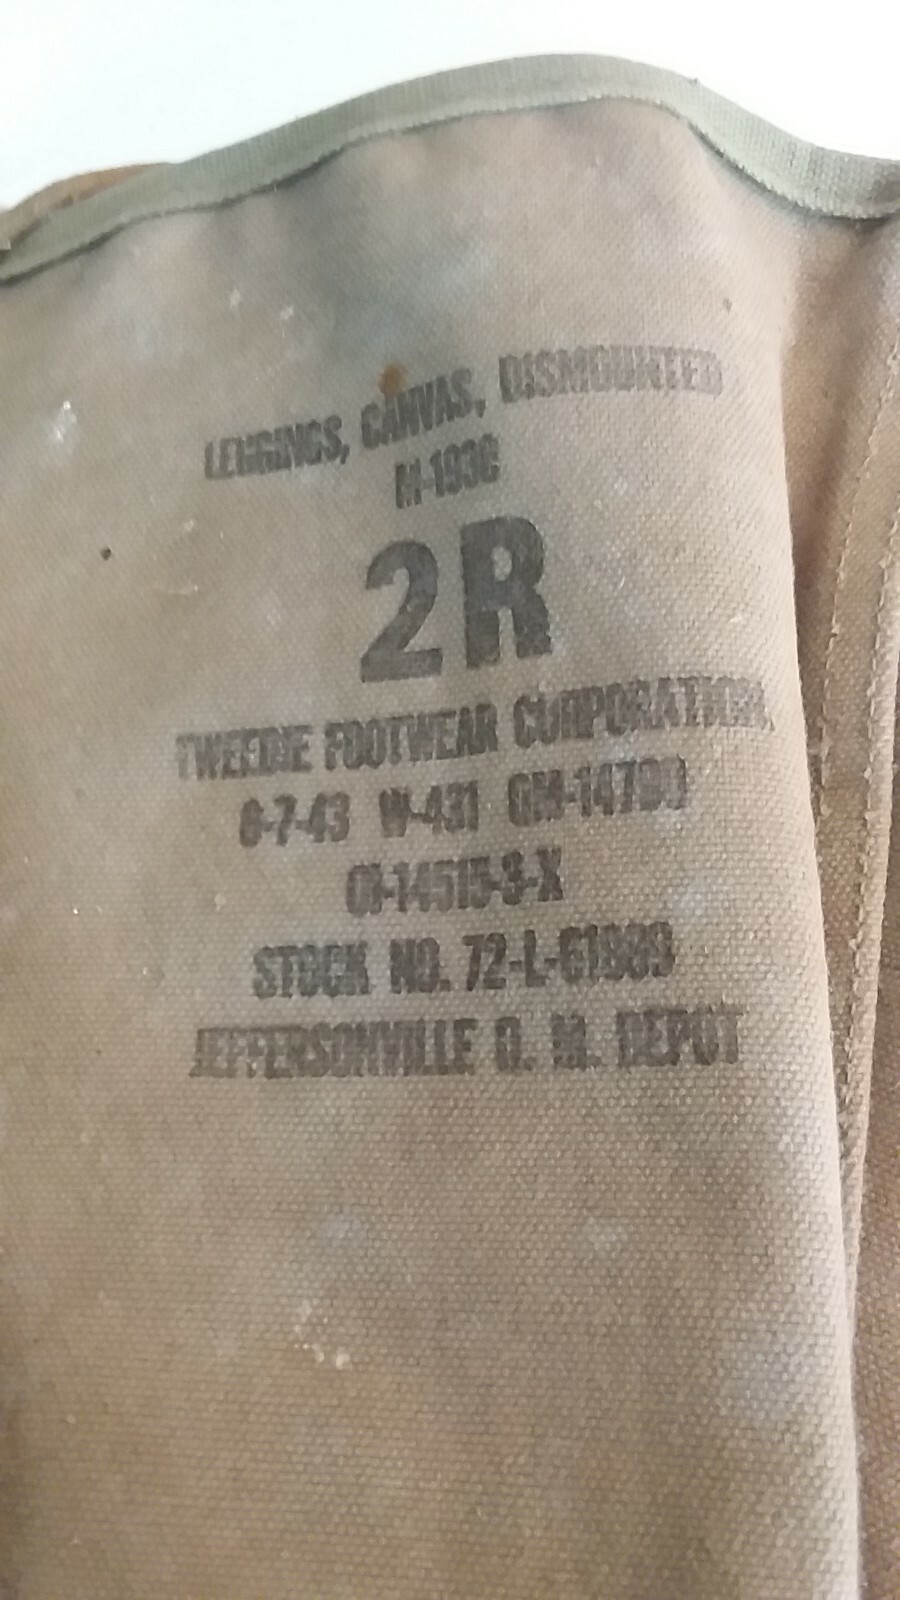 LEGGINGS, CANVAS, DISMOUNTED
M-1938
2R
TWEEDIE FOOTWEAR CORPORATION,
6-7-43 W-431 QM-14790
OI-14515-3-X
STOCK NO. 72-L-61989
JEFFERSONVILLE Q. M. DEPOT